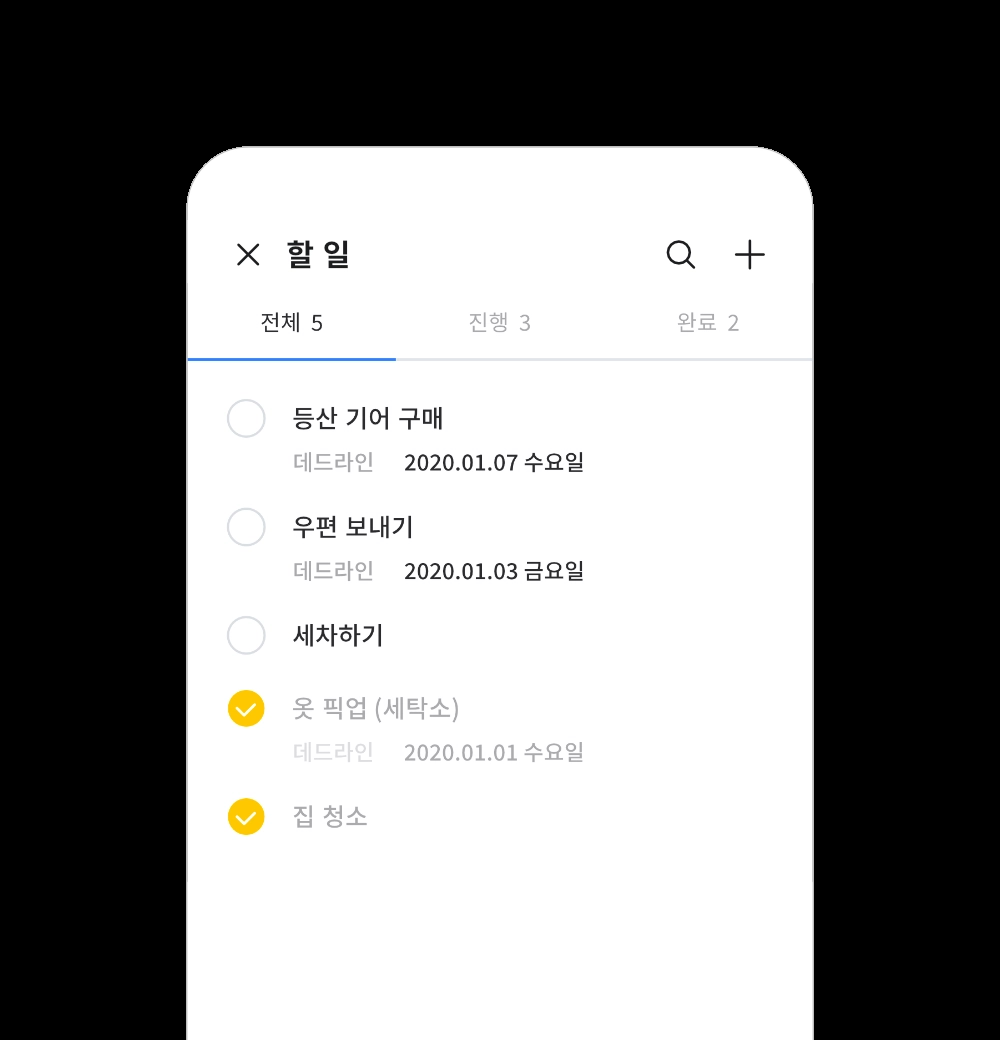 할 일
전체 5 진행 3 완료 2
등산 기어 구매
데드라인 2020.01.07 수요일
우편 보내기
데드라인 2020.01.03 금요일
세차하기
옷 픽업 (세탁소)
데드라인 2020.01.01 수요일
집 청소